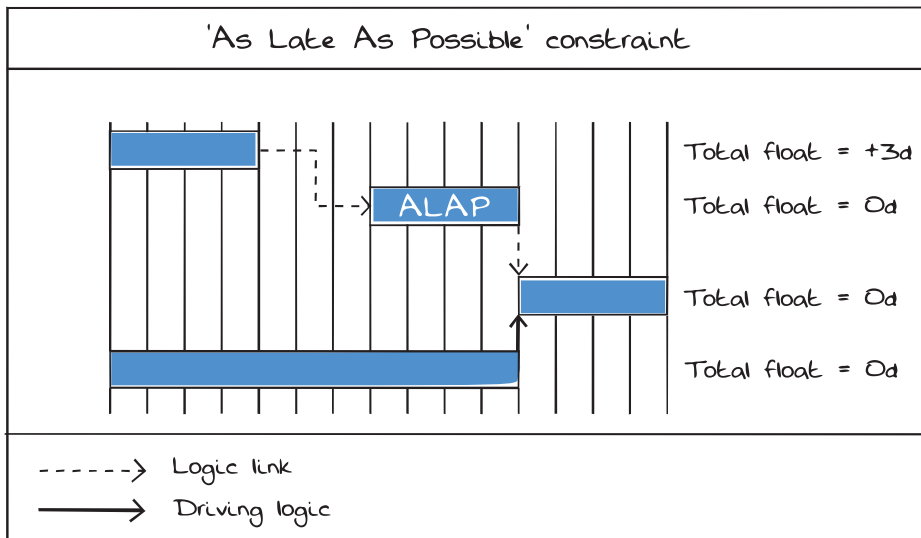 'As Late As Possible' constraint
Total float = +3d
ALAP
Total float = 0d
Total float = 0d
Total float = 0d
Logic link
Driving logic